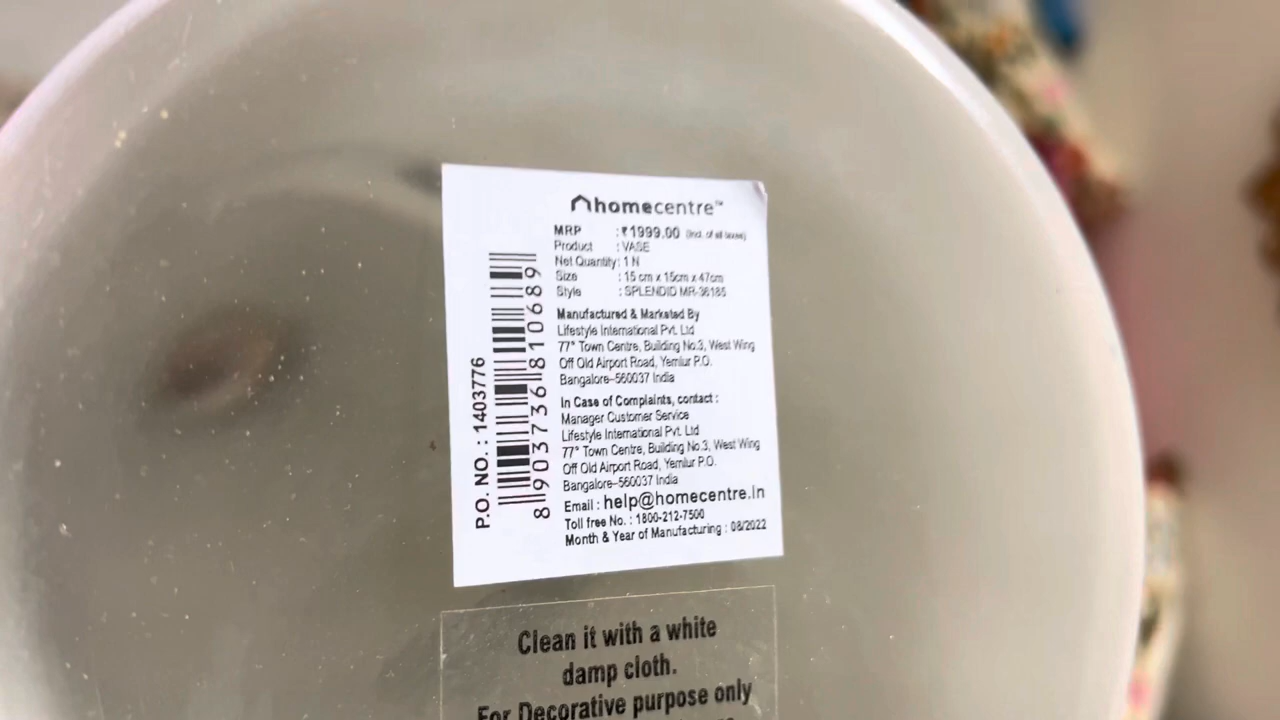 homecentre™
MRP : ₹1999.00 (Incl. of all taxes)
Product : VASE
Net Quantity : 1 N
Size : 15 cm x 15cm x 47cm
Style : SPLENDID MR-36185
Manufactured & Marketed By
Lifestyle International Pvt. Ltd
77° Town Centre, Building No.3, West Wing
Off Old Airport Road, Yemlur P.O.
Bangalore–560037 India
In Case of Complaints, contact :
Manager Customer Service
Lifestyle International Pvt. Ltd
77° Town Centre, Building No.3, West Wing
Off Old Airport Road, Yemlur P.O.
Bangalore–560037 India
Email : help@homecentre.in
Toll free No. : 1800-212-7500
Month & Year of Manufacturing : 08/2022
P.O. NO. : 1403776
8903736810689
Clean it with a white
damp cloth.
For Decorative purpose only